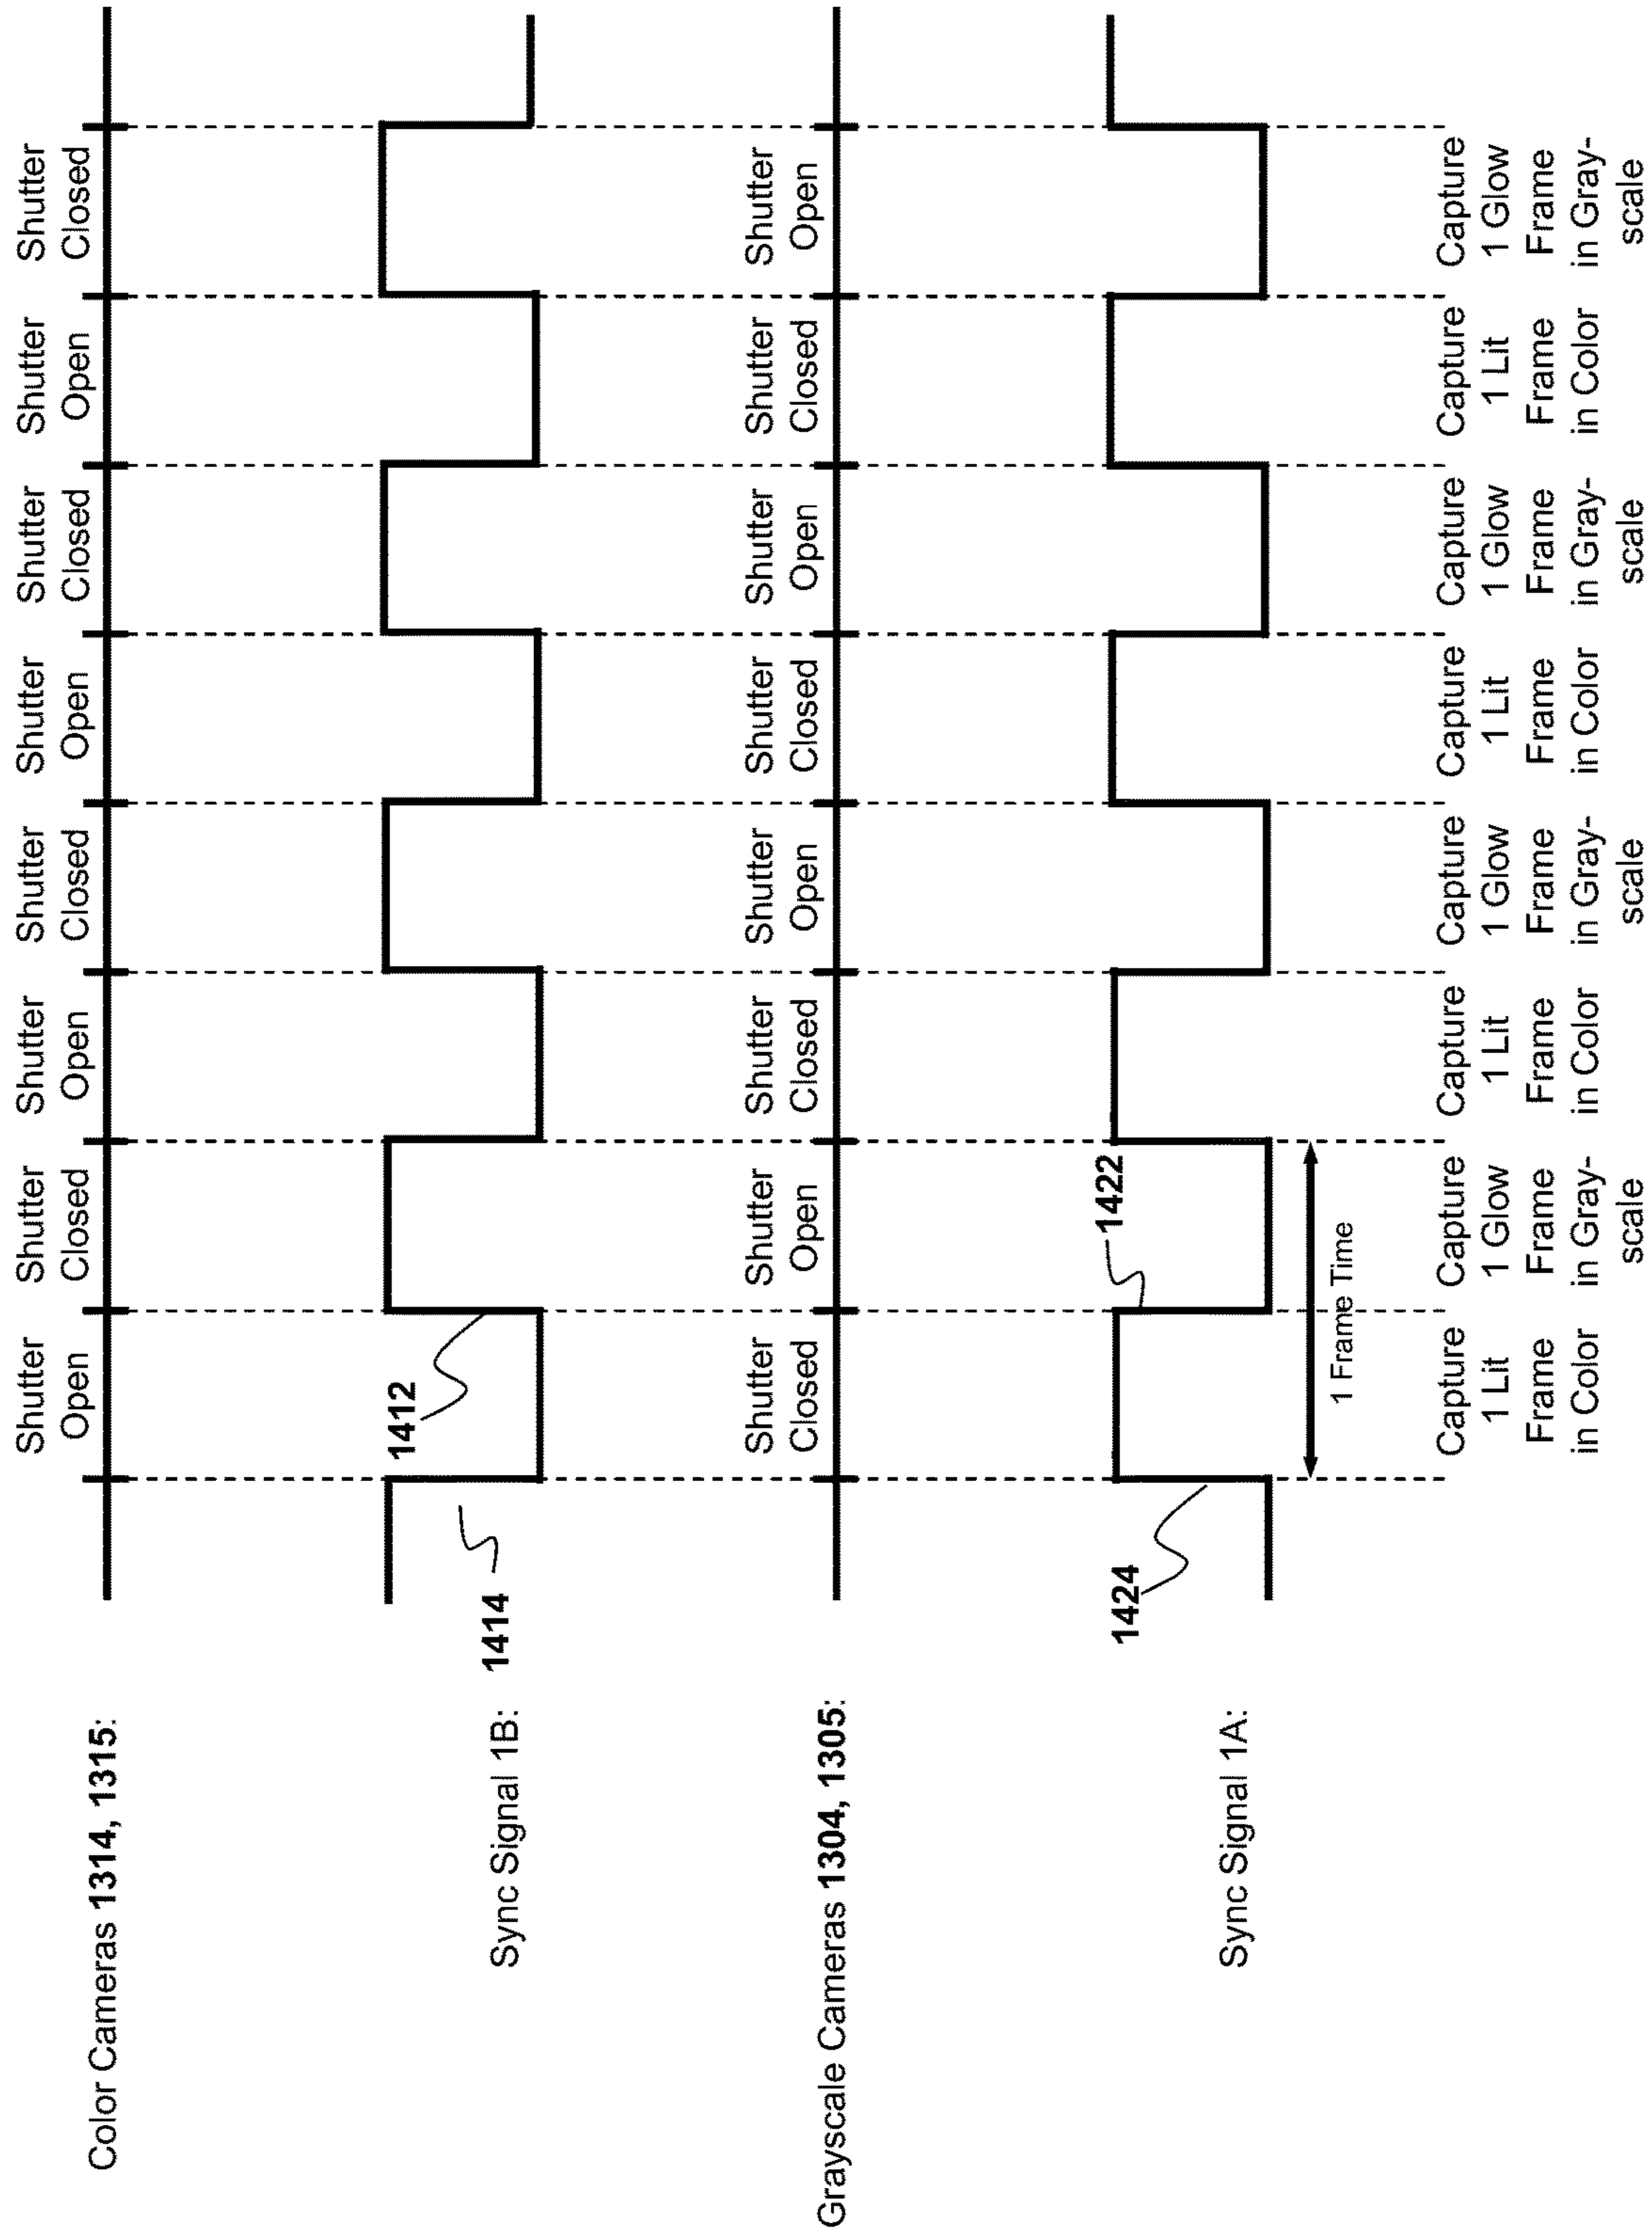 Color Cameras 1314, 1315:
Shutter Open
Shutter Closed
Shutter Open
Shutter Closed
Shutter Open
Shutter Closed
Shutter Open
Shutter Closed
1412
1414
Sync Signal 1B:
Grayscale Cameras 1304, 1305:
Shutter Closed
Shutter Open
Shutter Closed
Shutter Open
Shutter Closed
Shutter Open
Shutter Closed
Shutter Open
1422
1424
Sync Signal 1A:
1 Frame Time
Capture 1 Lit Frame in Color
Capture 1 Glow Frame in Gray-scale
Capture 1 Lit Frame in Color
Capture 1 Glow Frame in Gray-scale
Capture 1 Lit Frame in Color
Capture 1 Glow Frame in Gray-scale
Capture 1 Lit Frame in Color
Capture 1 Glow Frame in Gray-scale